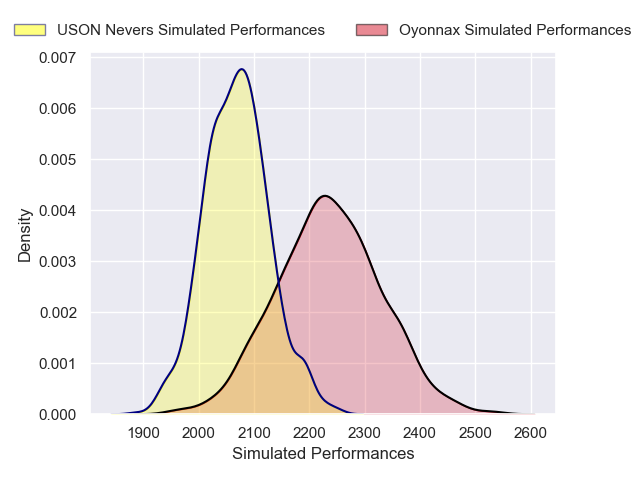 USON Nevers Simulated Performances Oyonnax Simulated Performances
0.007
0.006
0.005
0.004
0.003
0.002
0.001
0.000
Density
1900 2000 2100 2200 2300 2400 2500 2600
Simulated Performances